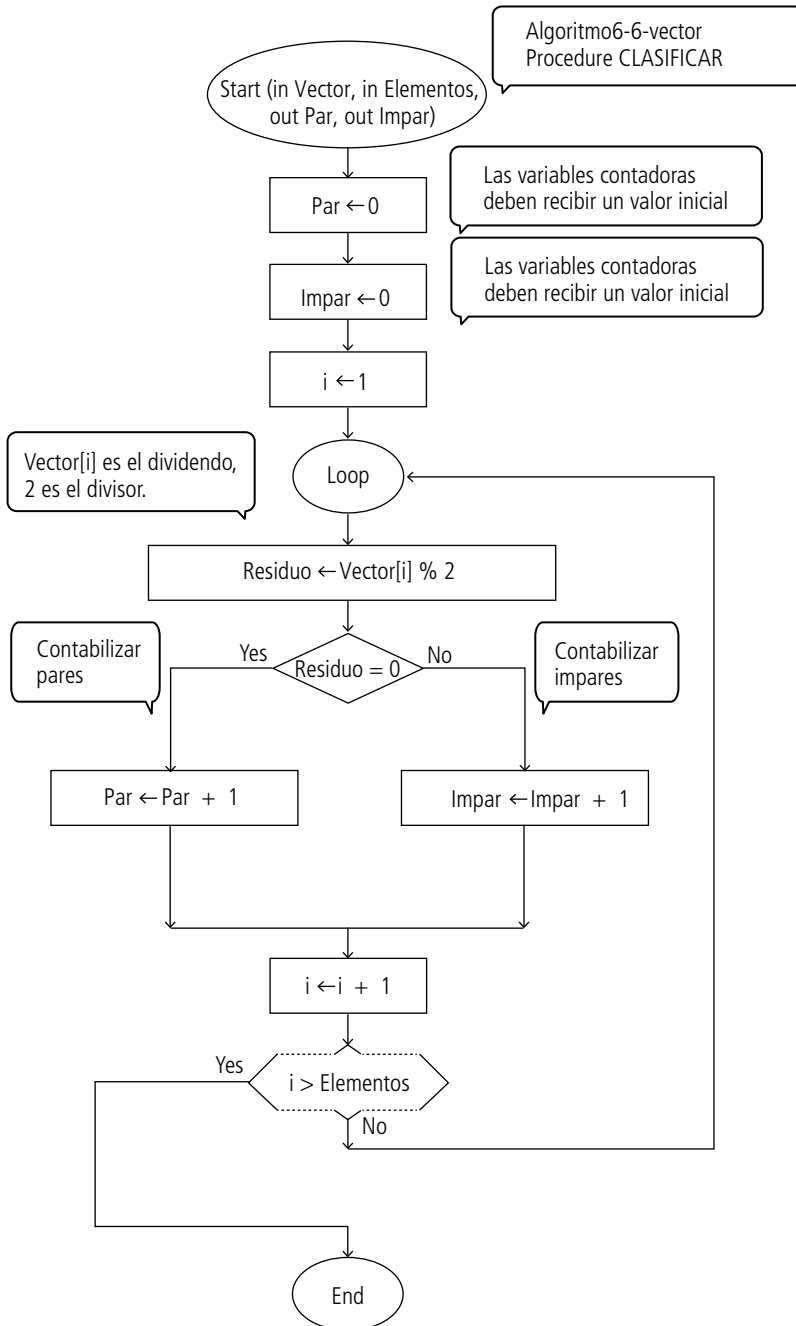 Algoritmo6-6-vector
Procedure CLASIFICAR
Start (in Vector, in Elementos,
out Par, out Impar)
Las variables contadoras
deben recibir un valor inicial
Par ←0
Las variables contadoras
deben recibir un valor inicial
Impar ←0
i ←1
Vector[i] es el dividendo,
2 es el divisor.
Loop
Residuo ←Vector[i] % 2
Contabilizar
pares
Yes
Residuo = 0
No
Contabilizar
impares
Par ←Par + 1
Impar ←Impar + 1
i ←i + 1
Yes
i > Elementos
No
End